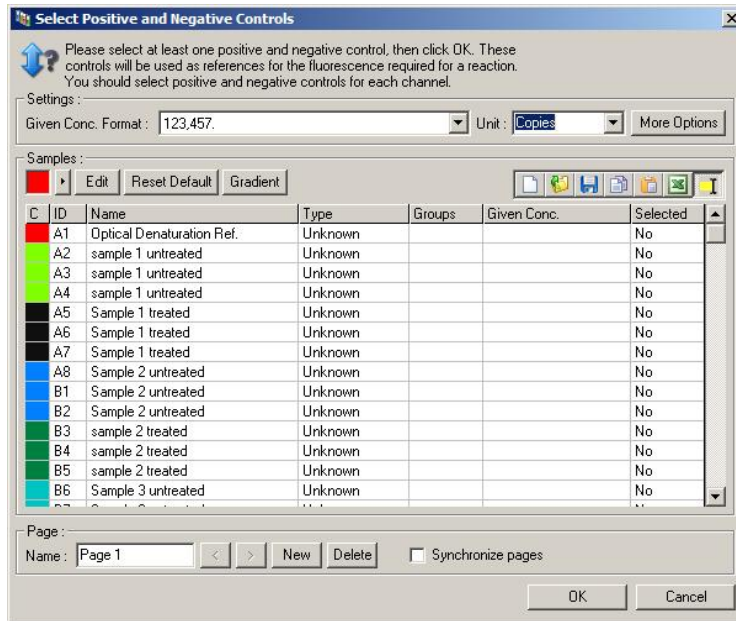 Select Positive and Negative Controls
Please select at least one positive and negative control, then click OK. These
controls will be used as references for the fluorescence required for a reaction.
You should select positive and negative controls for each channel.
Settings :
Given Conc. Format : 123,457. Unit : Copies More Options
Samples :
Edit Reset Default Gradient
C ID Name Type Groups Given Conc. Selected
A1 Optical Denaturation Ref. Unknown No
A2 sample 1 untreated Unknown No
A3 sample 1 untreated Unknown No
A4 sample 1 untreated Unknown No
A5 Sample 1 treated Unknown No
A6 Sample 1 treated Unknown No
A7 Sample 1 treated Unknown No
A8 Sample 2 untreated Unknown No
B1 Sample 2 untreated Unknown No
B2 Sample 2 untreated Unknown No
B3 sample 2 treated Unknown No
B4 sample 2 treated Unknown No
B5 sample 2 treated Unknown No
B6 Sample 3 untreated Unknown No
Page :
Name : Page 1 < > New Delete Synchronize pages
OK Cancel